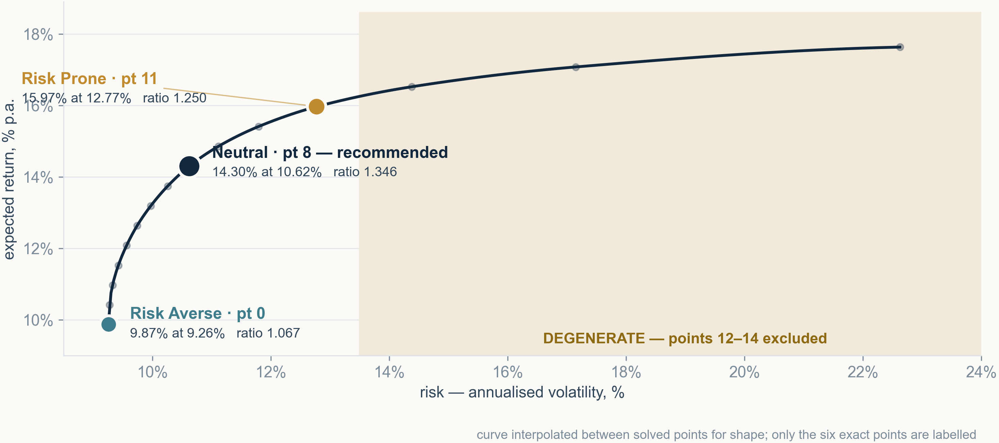 18%
Risk Prone · pt 11
15.97% at 12.77% ratio 1.250
16%
expected return, % p.a.
Neutral · pt 8 — recommended
14.30% at 10.62% ratio 1.346
14%
12%
Risk Averse · pt 0
10%
9.87% at 9.26% ratio 1.067
DEGENERATE — points 12–14 excluded
10% 12% 14% 16% 18% 20% 22% 24%
risk — annualised volatility, %
curve interpolated between solved points for shape; only the six exact points are labelled